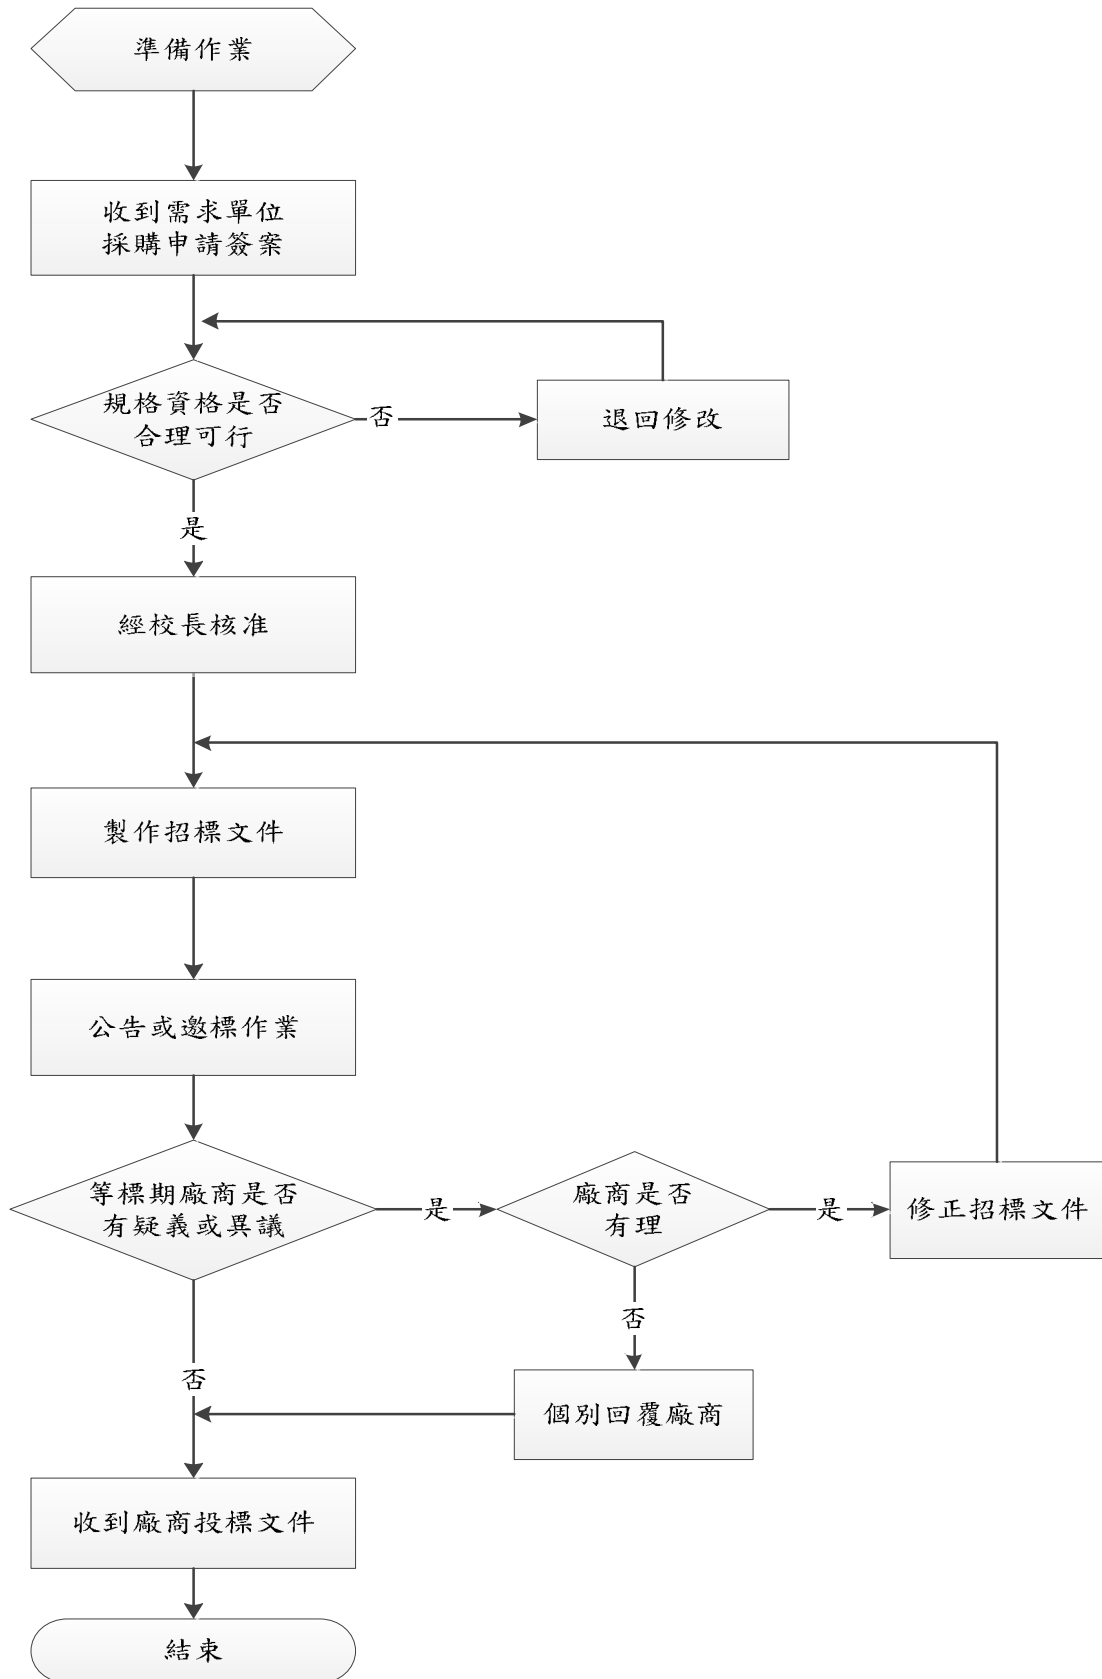 準備作業
收到需求單位
採購申請簽案
規格資格是否
合理可行
否
退回修改
是
經校長核准
製作招標文件
公告或邀標作業
等標期廠商是否
有疑義或異議
是
廠商是否
有理
是
修正招標文件
否
否
個別回覆廠商
收到廠商投標文件
結束